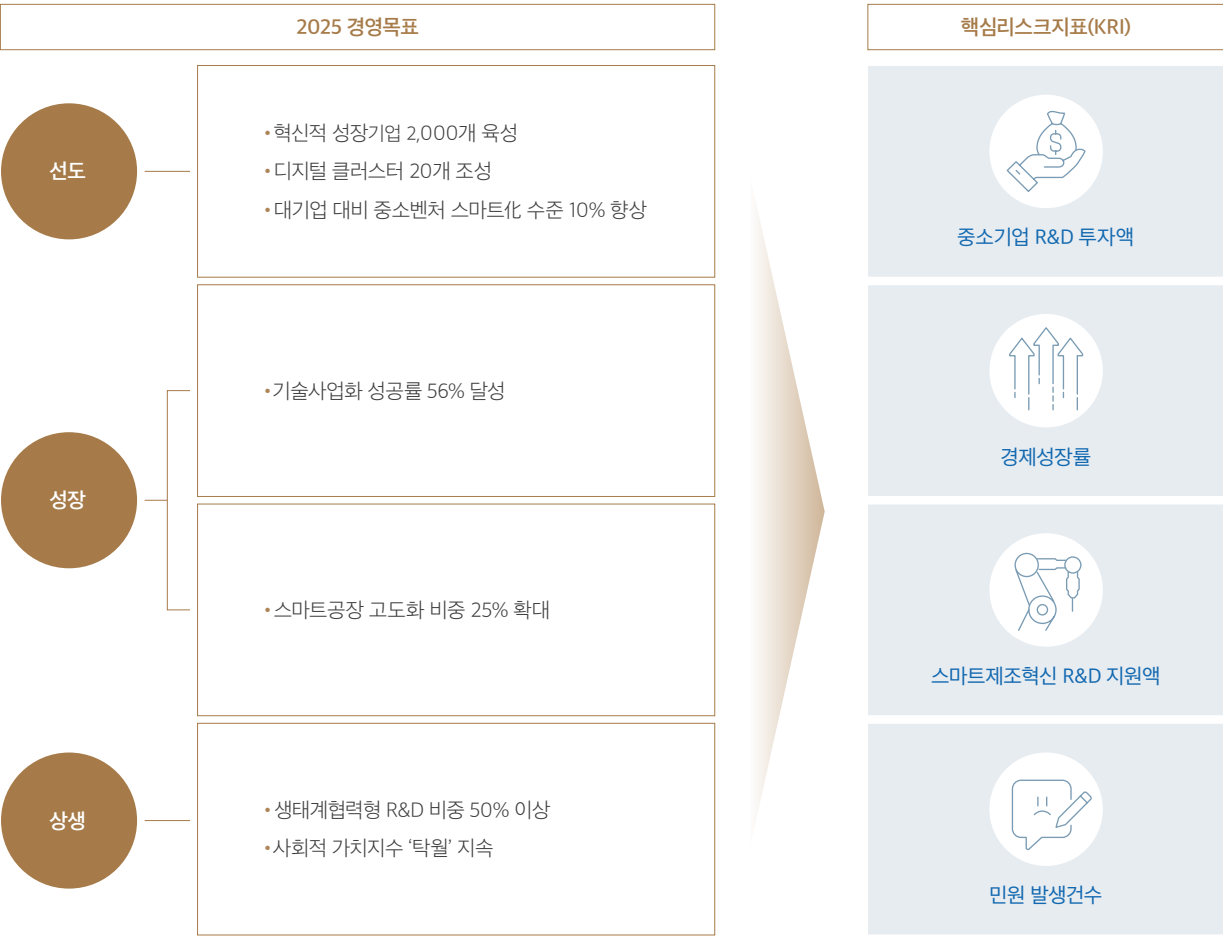 2025 경영목표
핵심리스크지표(KRI)
선도
•혁신적 성장기업 2,000개 육성
•디지털 클러스터 20개 조성
•대기업 대비 중소벤처 스마트化 수준 10% 향상
중소기업 R&D 투자액
성장
•기술사업화 성공률 56% 달성
경제성장률
•스마트공장 고도화 비중 25% 확대
스마트제조혁신 R&D 지원액
상생
•생태계협력형 R&D 비중 50% 이상
•사회적 가치지수 ‘탁월’ 지속
민원 발생건수